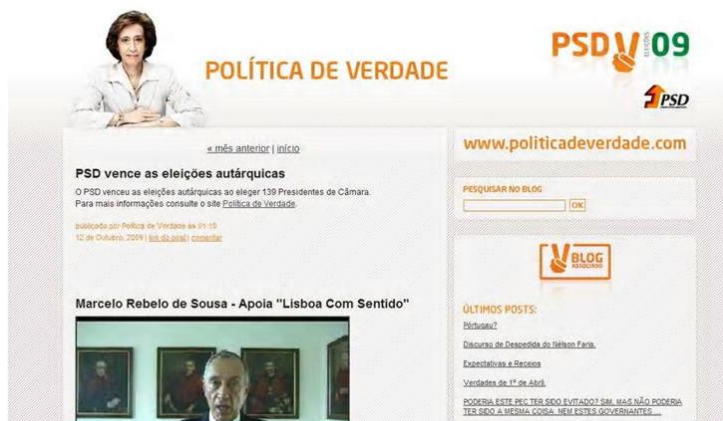 POLÍTICA DE VERDADE
PSD ELEIÇÕES 09
PSD
« mês anterior | início
PSD vence as eleições autárquicas
O PSD venceu as eleições autárquicas ao eleger 139 Presidentes de Câmara.
Para mais informações consulte o site Política de Verdade.
publicado por Política de Verdade às 01:15
12 de Outubro, 2009 | link do post | comentar
Marcelo Rebelo de Sousa - Apoia "Lisboa Com Sentido"
www.politicadeverdade.com
PESQUISAR NO BLOG
OK
BLOG
ASSOCIADO
ÚLTIMOS POSTS:
Discurso de Despedida do Nélson Faria.
Expectativas e Receios
Verdades de 1º de Abril.
PODERIA ESTE PEC TER SIDO EVITADO? SIM, MAS NÃO PODERIA
TER SIDO A MESMA COISA. NEM ESTES GOVERNANTES ...